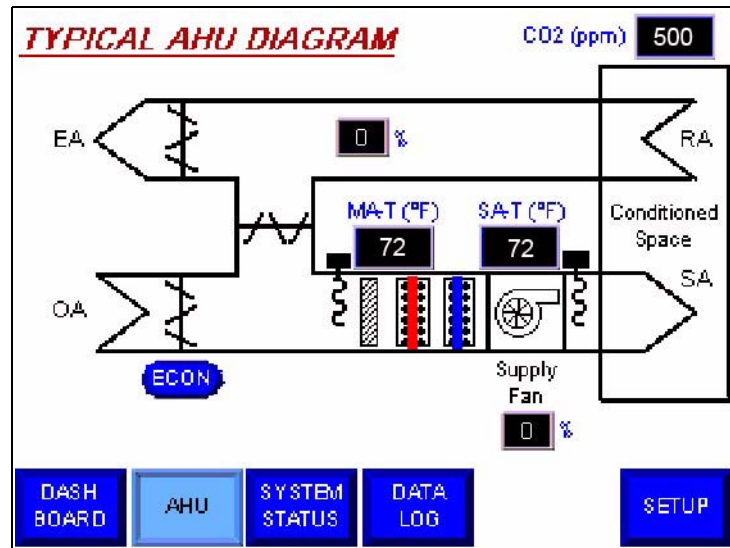 TYPICAL AHU DIAGRAM
CO2 (ppm) 500
EA
0 %
RA
MA-T (°F)
SA-T (°F)
Conditioned
Space
72
72
SA
OA
ECON
Supply
Fan
0 %
DASH
BOARD
AHU
SYSTEM
STATUS
DATA
LOG
SETUP